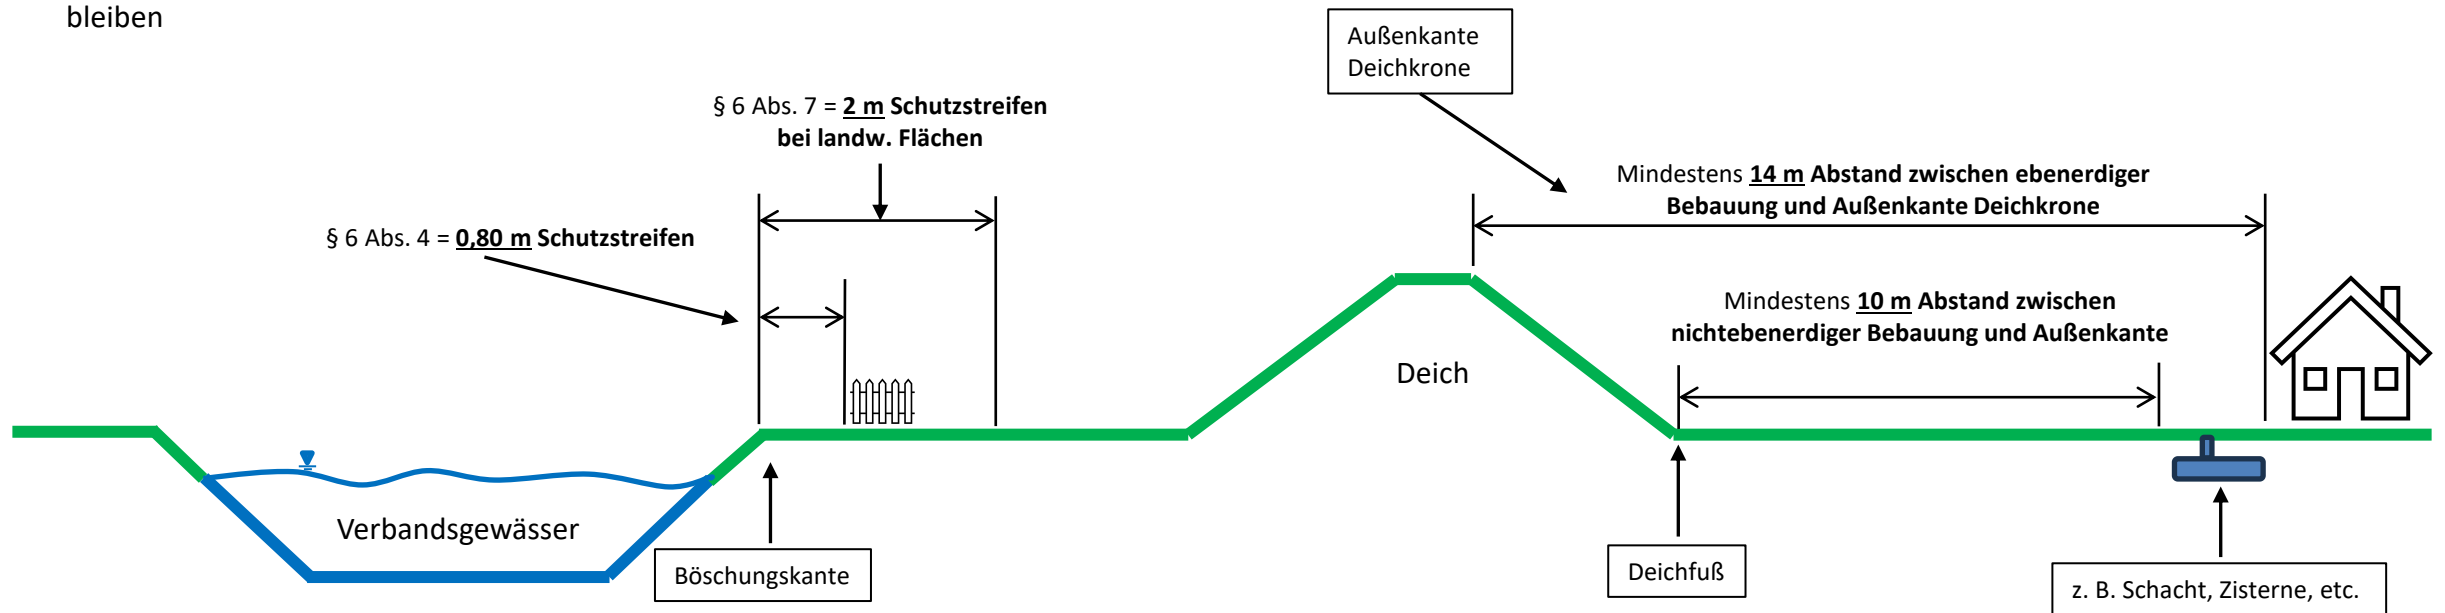 bleiben
Außenkante
Deichkrone
§ 6 Abs. 7 = 2 m Schutzstreifen
bei landw. Flächen
Mindestens 14 m Abstand zwischen ebenerdiger
Bebauung und Außenkante Deichkrone
§ 6 Abs. 4 = 0,80 m Schutzstreifen
Mindestens 10 m Abstand zwischen
nichtebenerdiger Bebauung und Außenkante
Deich
Verbandsgewässer
Böschungskante
Deichfuß
z. B. Schacht, Zisterne, etc.